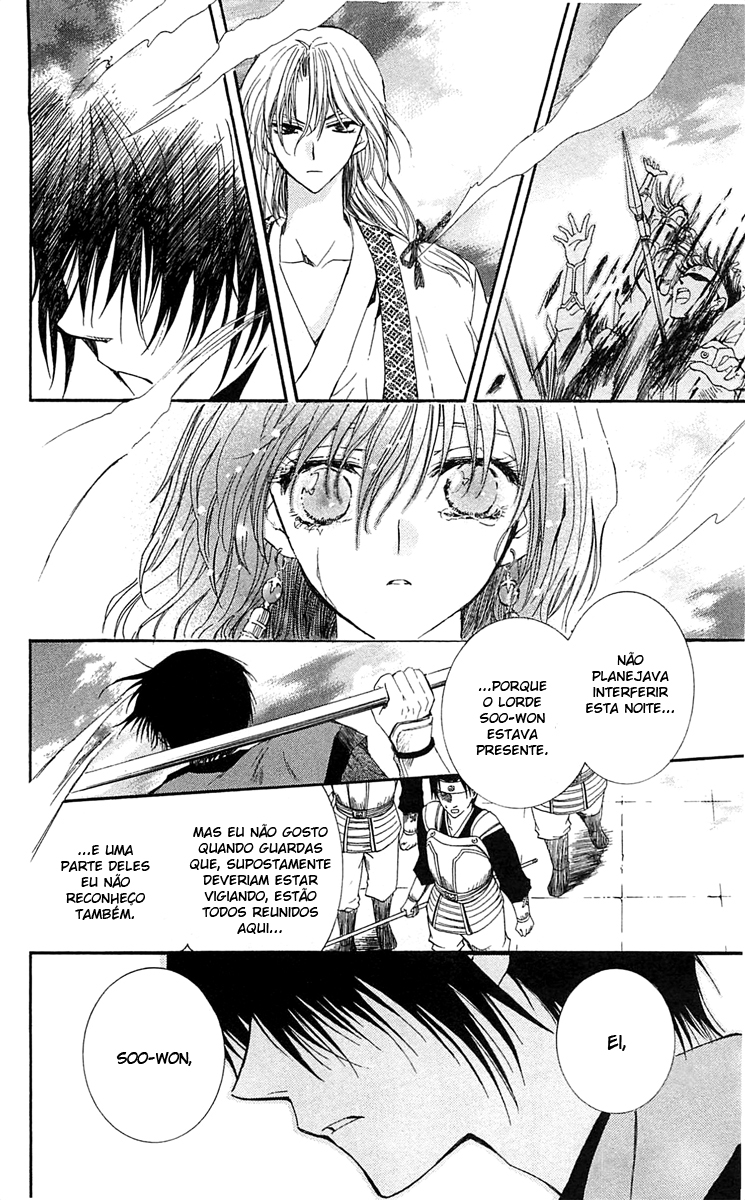 NÃO
PLANEJAVA
INTERFERIR
ESTA NOITE...
...PORQUE
O LORDE
SOO-WON
ESTAVA
PRESENTE.
MAS EU NÃO GOSTO
QUANDO GUARDAS
QUE, SUPOSTAMENTE
DEVERIAM ESTAR
VIGIANDO, ESTÃO
TODOS REUNIDOS
AQUI...
...E UMA
PARTE DELES
EU NÃO
RECONHEÇO
TAMBÉM.
EI,
SOO-WON,